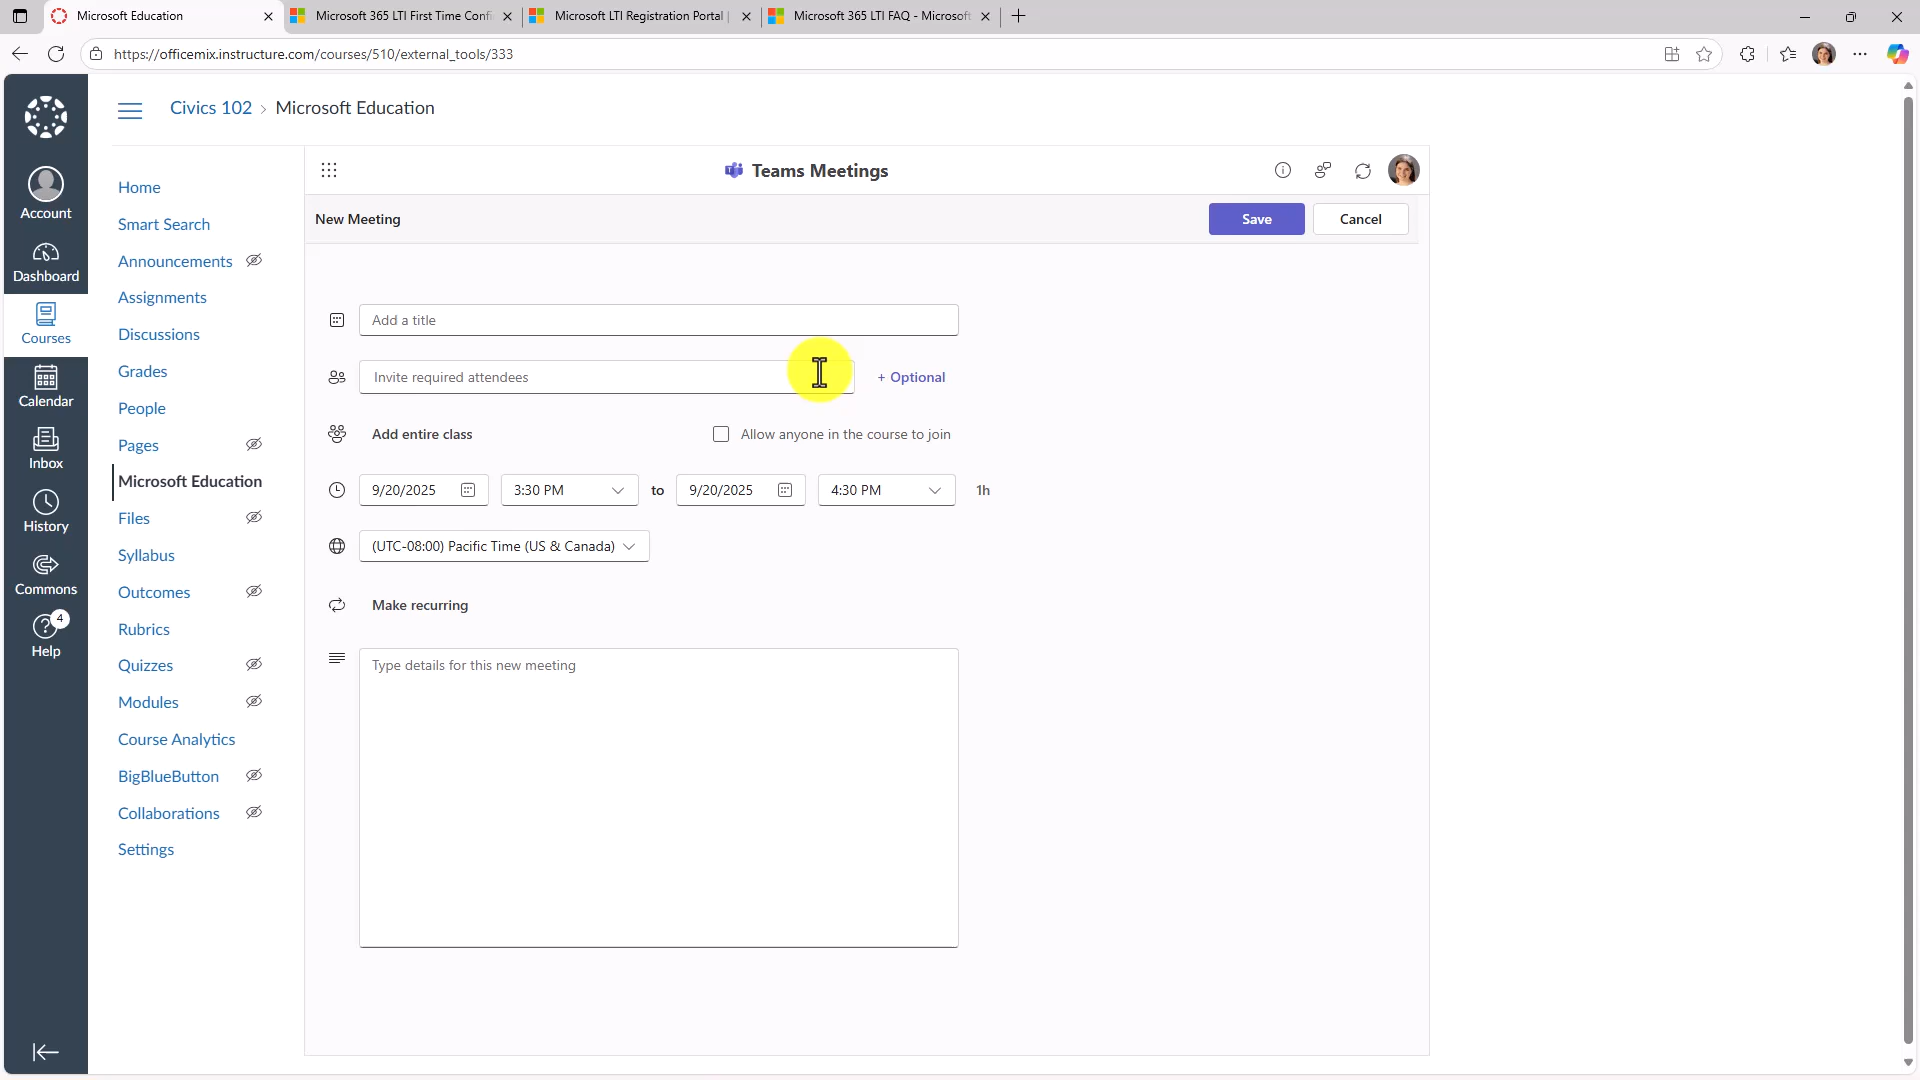 Microsoft Education
Microsoft 365 LTI First Time Confi
Microsoft LTI Registration Portal |
Microsoft 365 LTI FAQ - Microsoft
https://officemix.instructure.com/courses/510/external_tools/333
Civics 102 > Microsoft Education
Account
Dashboard
Courses
Calendar
Inbox
History
Commons
4
Help
Home
Smart Search
Announcements
Assignments
Discussions
Grades
People
Pages
Microsoft Education
Files
Syllabus
Outcomes
Rubrics
Quizzes
Modules
Course Analytics
BigBlueButton
Collaborations
Settings
Teams Meetings
New Meeting
Save
Cancel
Add a title
Invite required attendees
+ Optional
Add entire class
Allow anyone in the course to join
9/20/2025 3:30 PM to 9/20/2025 4:30 PM 1h
(UTC-08:00) Pacific Time (US & Canada)
Make recurring
Type details for this new meeting